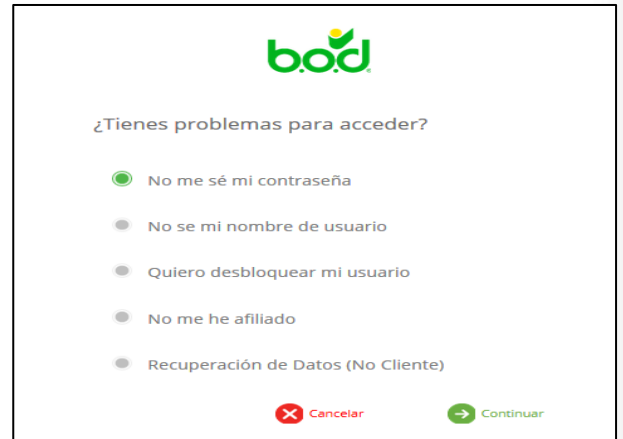 b.o.d.
¿Tienes problemas para acceder?
No me sé mi contraseña
No se mi nombre de usuario
Quiero desbloquear mi usuario
No me he afiliado
Recuperación de Datos (No Cliente)
Cancelar Continuar